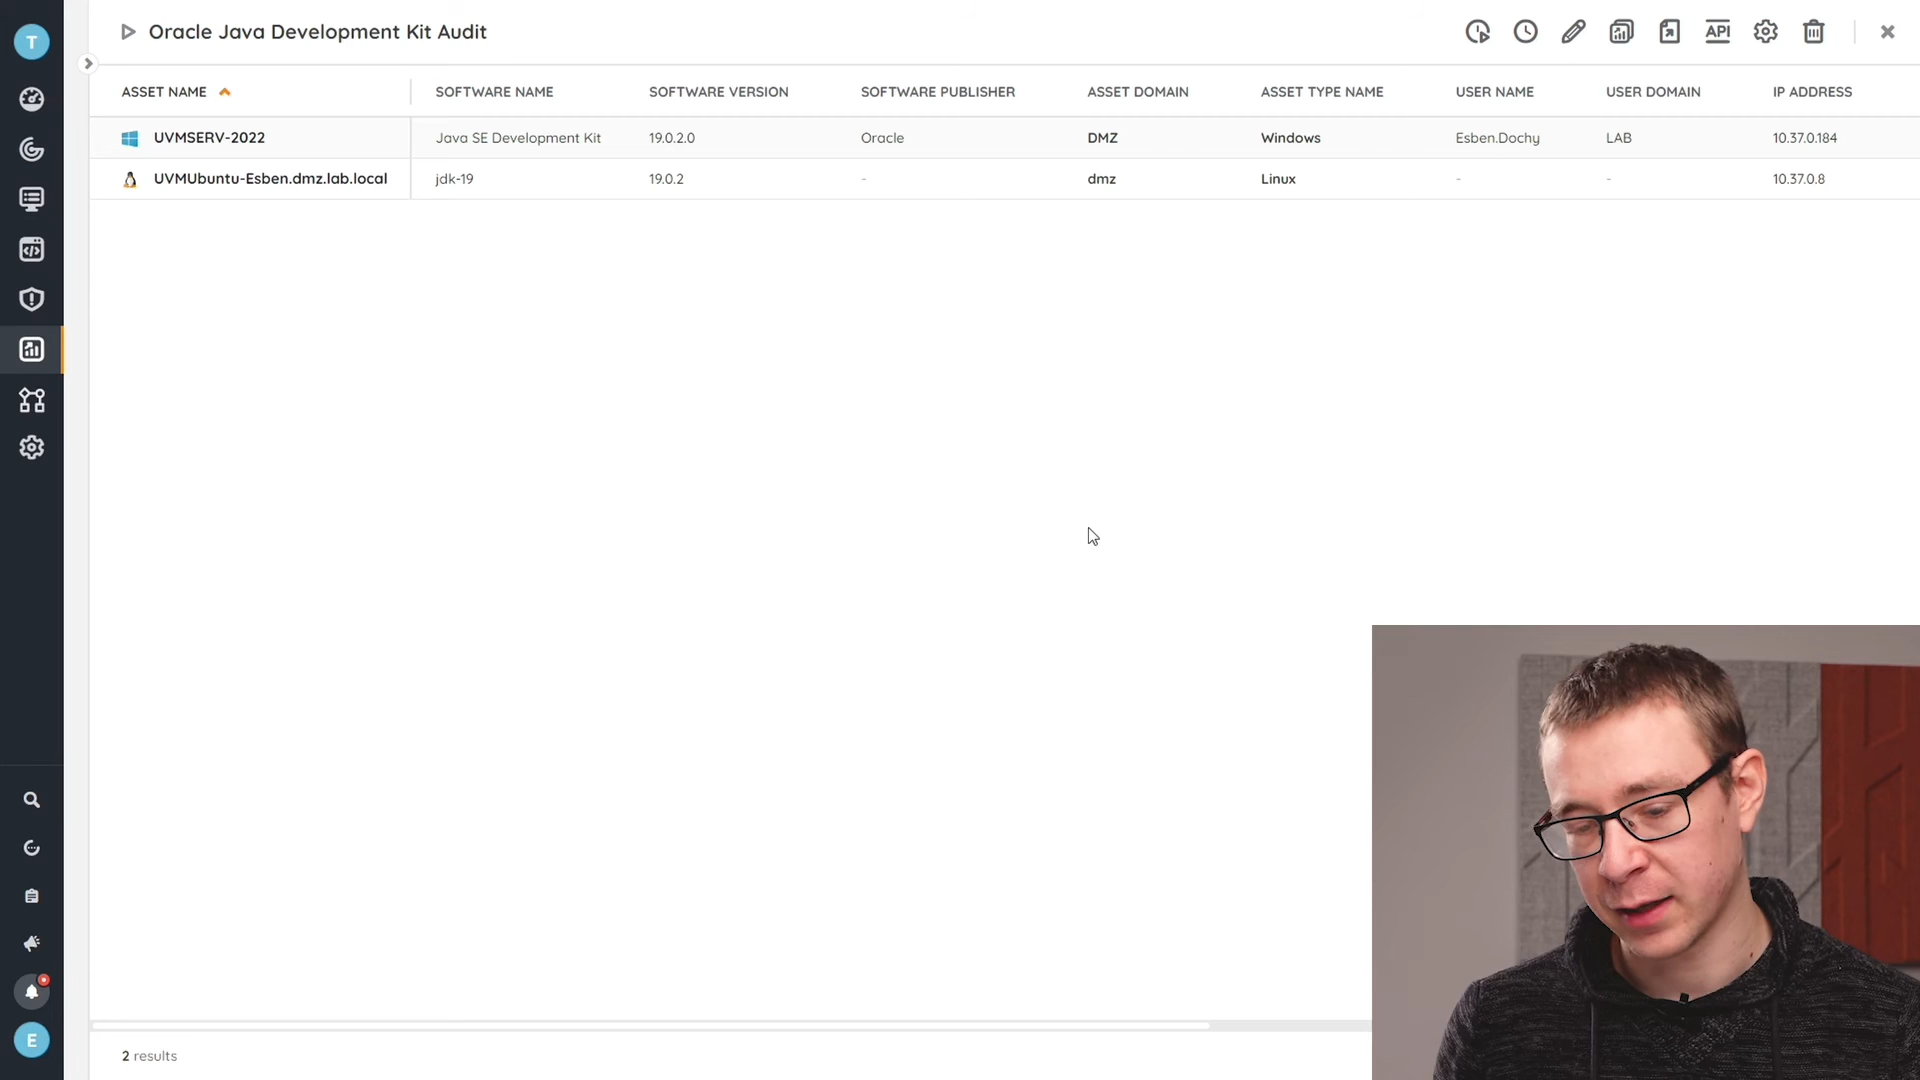 T
Oracle Java Development Kit Audit
API
ASSET NAME SOFTWARE NAME SOFTWARE VERSION SOFTWARE PUBLISHER ASSET DOMAIN ASSET TYPE NAME USER NAME USER DOMAIN IP ADDRESS
UVMSERV-2022 Java SE Development Kit 19.0.2.0 Oracle DMZ Windows Esben.Dochy LAB 10.37.0.184
UVMUbuntu-Esben.dmz.lab.local jdk-19 19.0.2 - dmz Linux - - 10.37.0.8
E
2 results